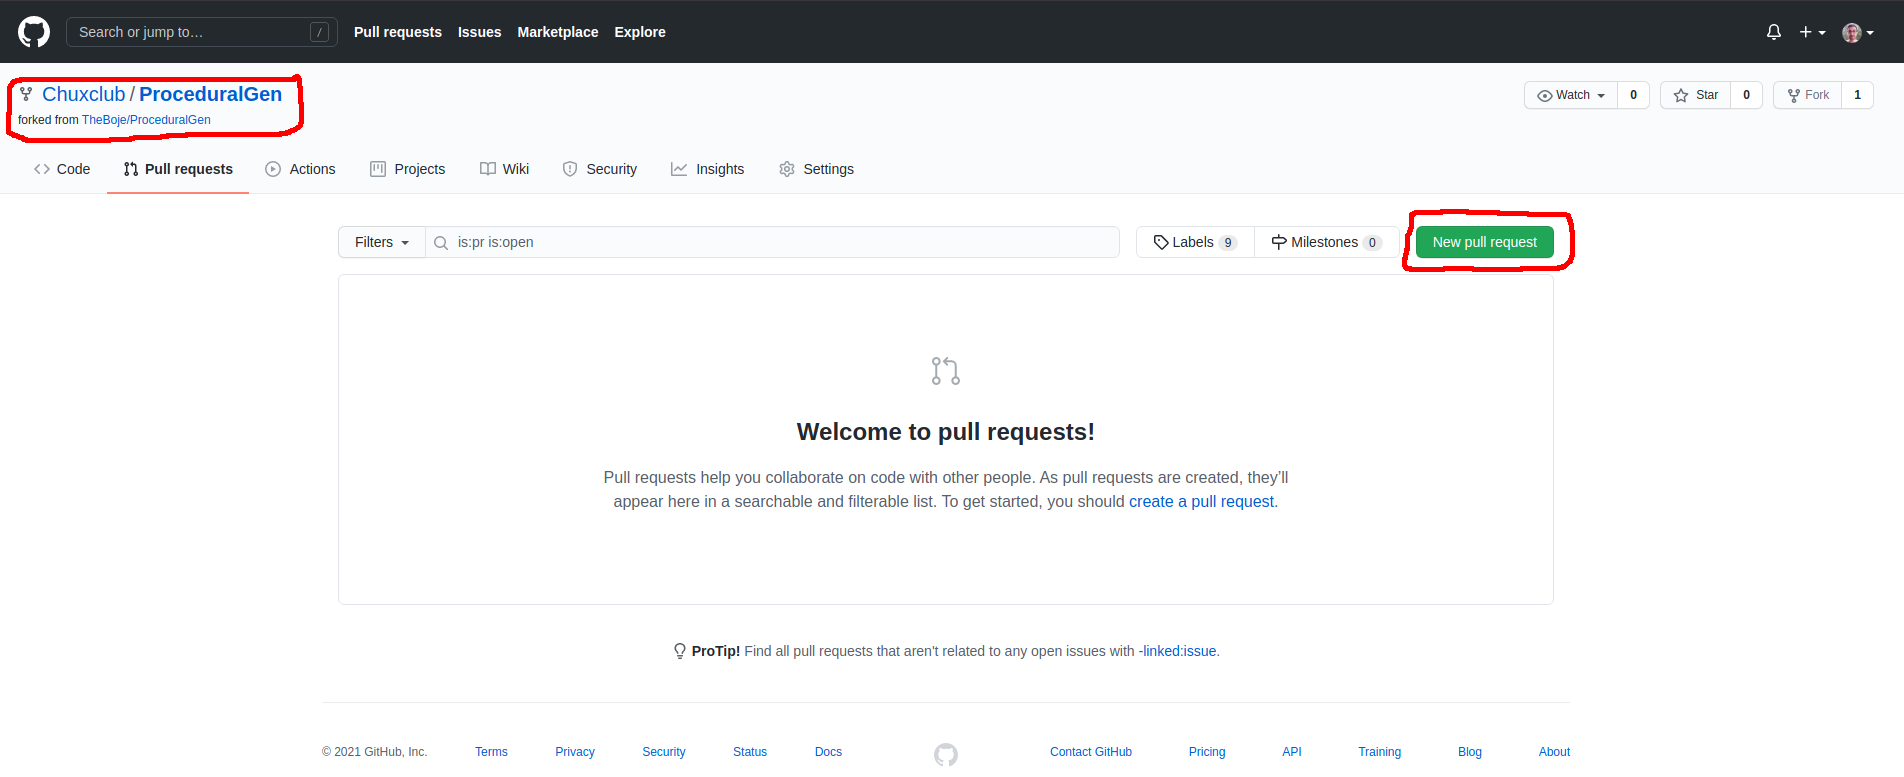 Search or jump to… / Pull requests Issues Marketplace Explore
Chuxclub / ProceduralGen Watch 0 Star 0 Fork 1
forked from TheBoje/ProceduralGen
Code Pull requests Actions Projects Wiki Security Insights Settings
Filters is:pr is:open Labels 9 Milestones 0 New pull request
Welcome to pull requests!
Pull requests help you collaborate on code with other people. As pull requests are created, they’ll
appear here in a searchable and filterable list. To get started, you should create a pull request.
ProTip! Find all pull requests that aren't related to any open issues with -linked:issue.
© 2021 GitHub, Inc. Terms Privacy Security Status Docs Contact GitHub Pricing API Training Blog About